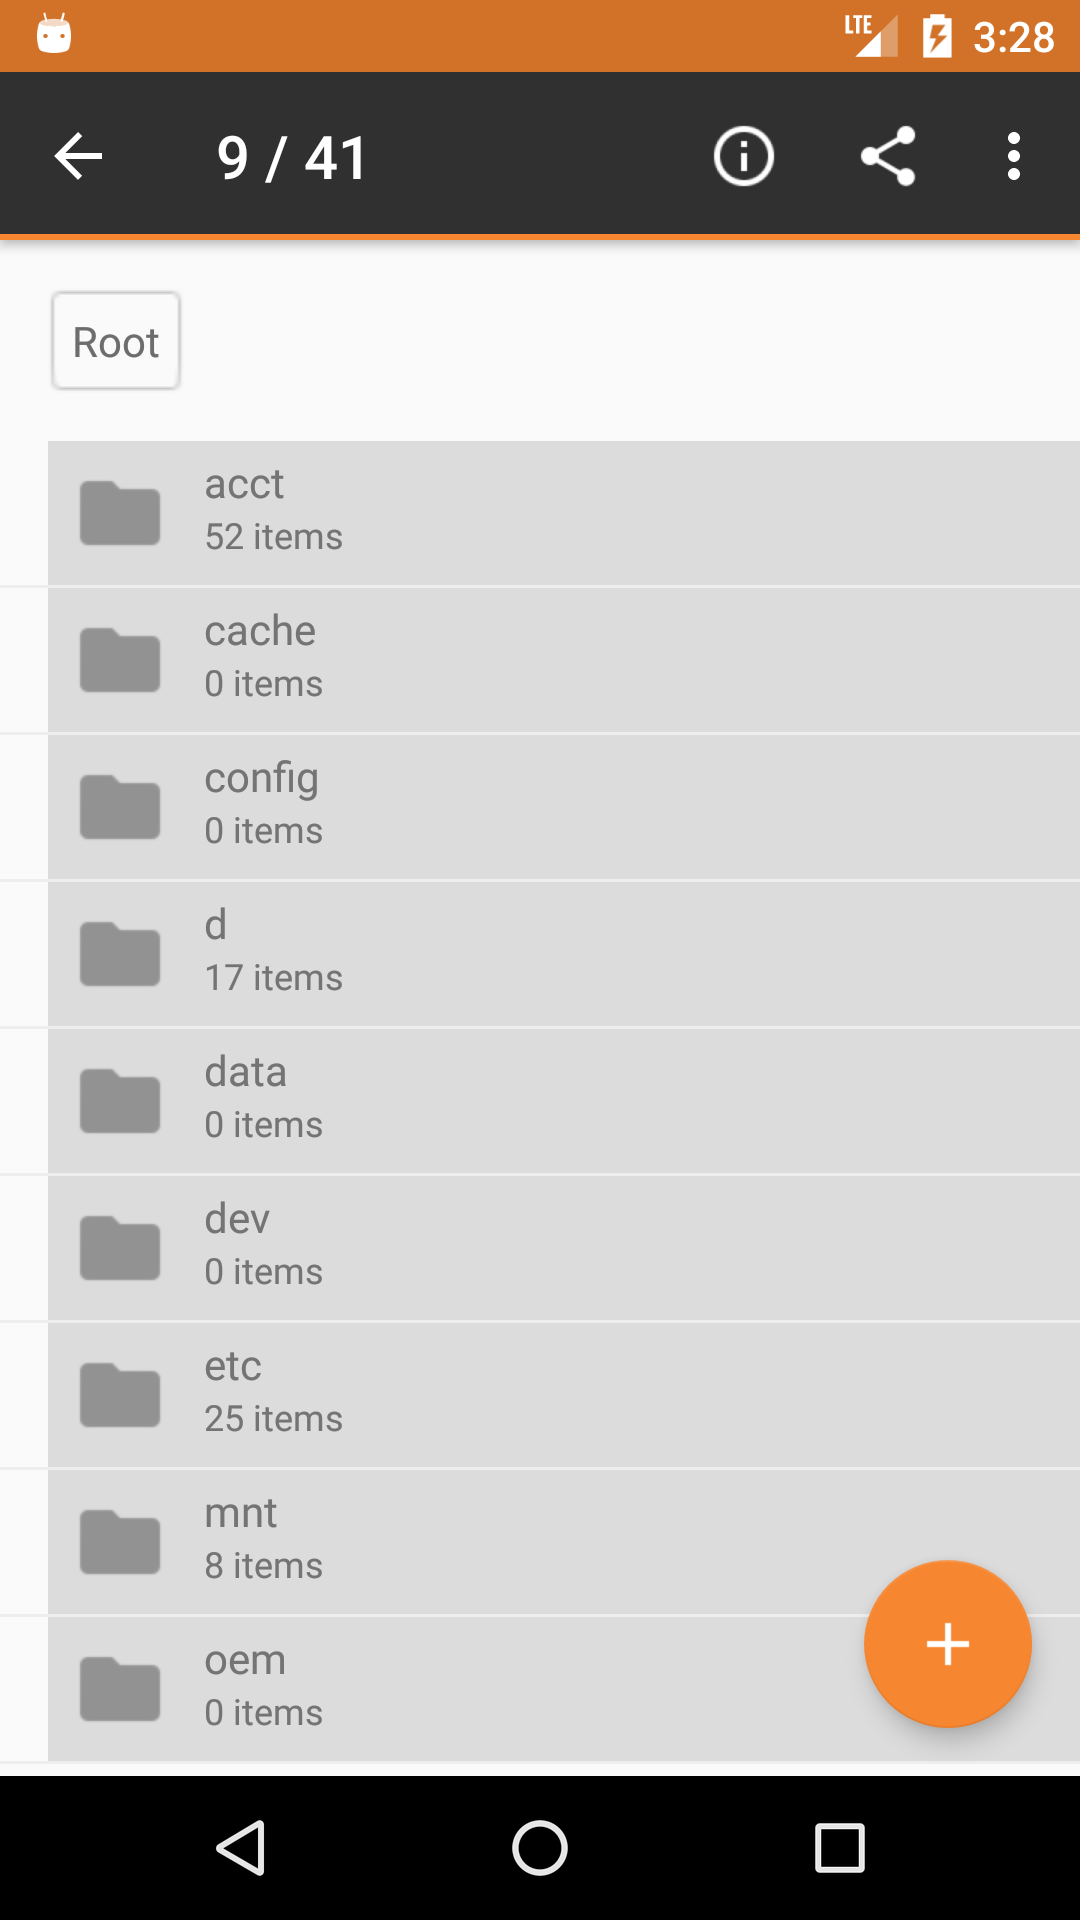 LTE 3:28
9 / 41
Root
acct
52 items
cache
0 items
config
0 items
d
17 items
data
0 items
dev
0 items
etc
25 items
mnt
8 items
oem
0 items